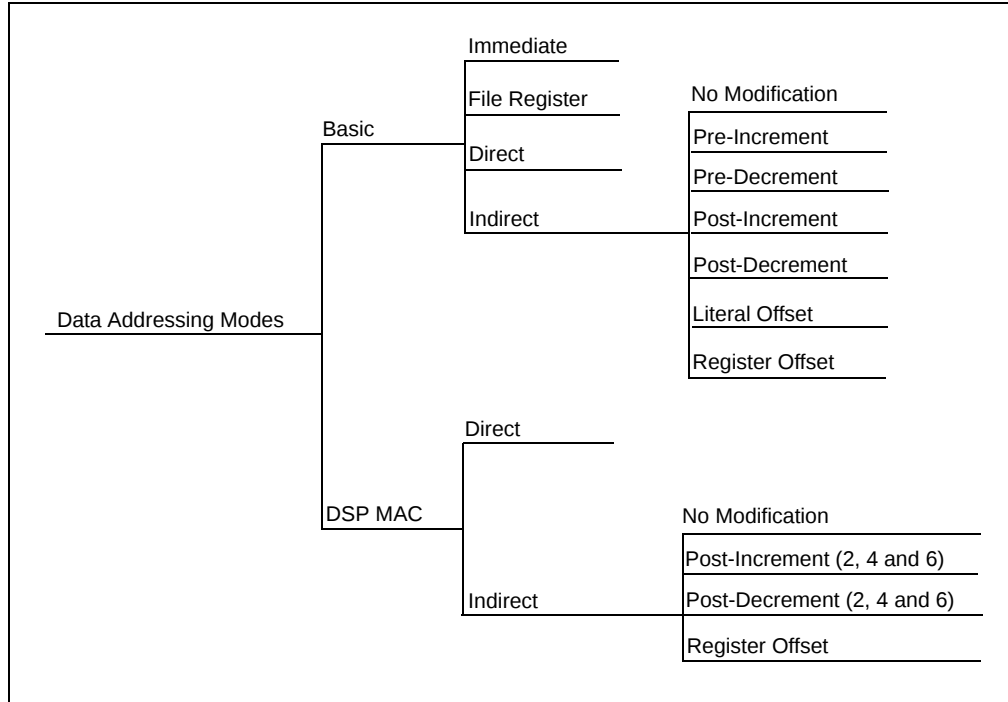 Immediate
File Register
Basic
Direct
Indirect
No Modification
Pre-Increment
Pre-Decrement
Post-Increment
Post-Decrement
Literal Offset
Register Offset
Data Addressing Modes
Direct
DSP MAC
Indirect
No Modification
Post-Increment (2, 4 and 6)
Post-Decrement (2, 4 and 6)
Register Offset